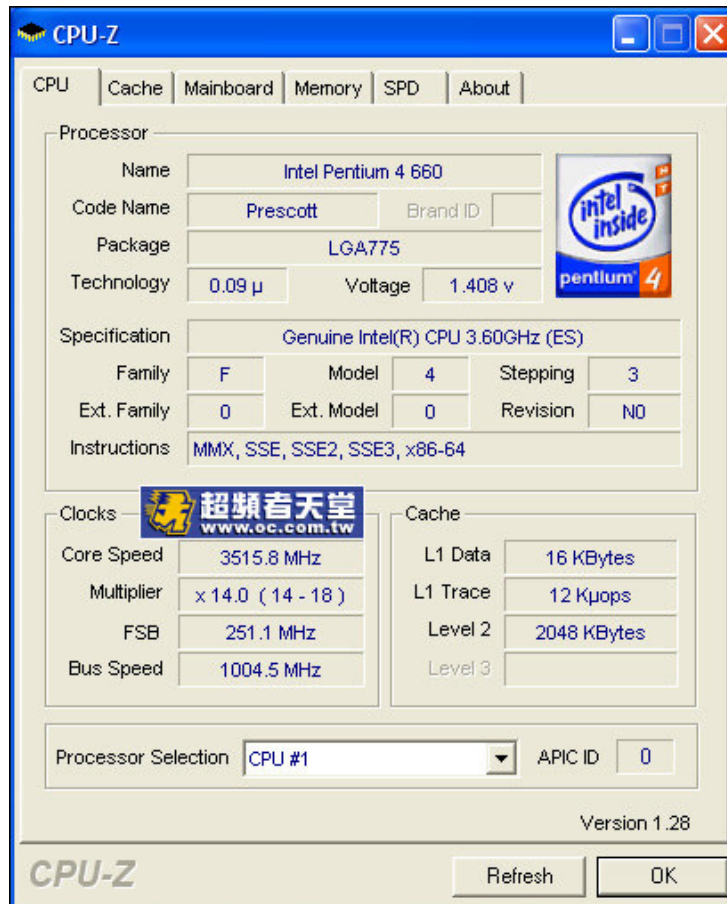 CPU-Z
CPU Cache Mainboard Memory SPD About
Processor
Name Intel Pentium 4 660
Code Name Prescott Brand ID
Package LGA775
Technology 0.09 µ Voltage 1.408 v
intel inside
pentium 4
HT
Specification Genuine Intel(R) CPU 3.60GHz (ES)
Family F Model 4 Stepping 3
Ext. Family 0 Ext. Model 0 Revision N0
Instructions MMX, SSE, SSE2, SSE3, x86-64
超頻者天堂
www.oc.com.tw
Clocks
Core Speed 3515.8 MHz
Multiplier x 14.0 ( 14 - 18 )
FSB 251.1 MHz
Bus Speed 1004.5 MHz
Cache
L1 Data 16 KBytes
L1 Trace 12 Kµops
Level 2 2048 KBytes
Level 3
Processor Selection CPU #1 APIC ID 0
Version 1.28
CPU-Z Refresh OK